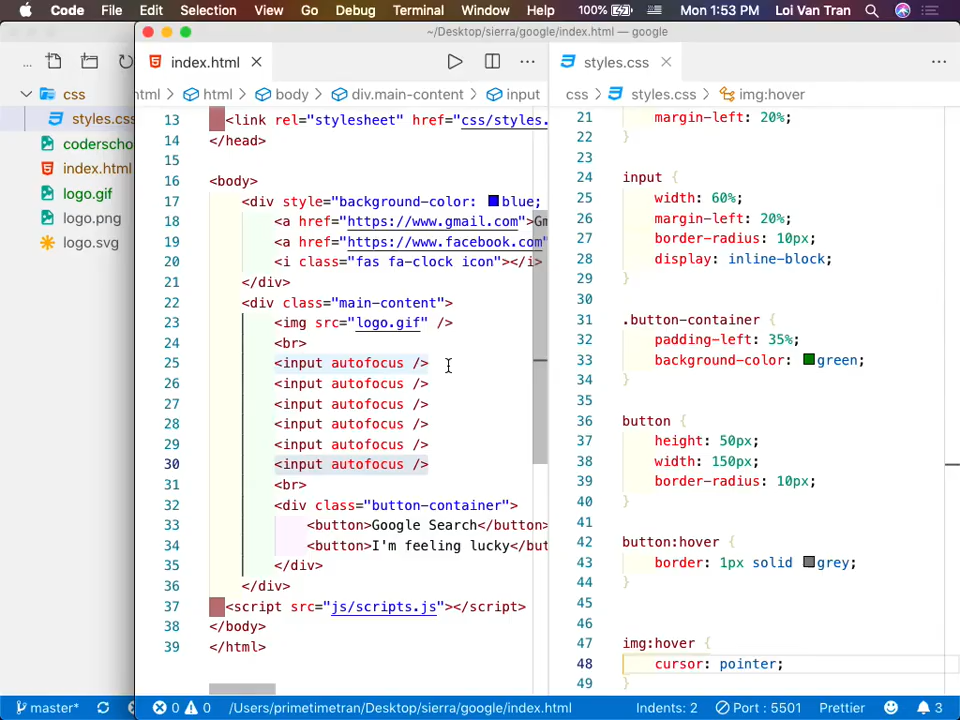 Code File Edit Selection View Go Debug Terminal Window Help 100% Mon 1:53 PM Loi Van Tran
~/Desktop/sierra/google/index.html — google
...
css
styles.css
coderscho
index.html
logo.gif
logo.png
logo.svg
index.html
html > html > body > div.main-content > input
13 <link rel="stylesheet" href="css/styles.
14 </head>
15
16 <body>
17 <div style="background-color: blue;
18 <a href="https://www.gmail.com">Gm
19 <a href="https://www.facebook.com"
20 <i class="fas fa-clock icon"></i>
21 </div>
22 <div class="main-content">
23 <img src="logo.gif" />
24 <br>
25 <input autofocus />
26 <input autofocus />
27 <input autofocus />
28 <input autofocus />
29 <input autofocus />
30 <input autofocus />
31 <br>
32 <div class="button-container">
33 <button>Google Search</button>
34 <button>I'm feeling lucky</but
35 </div>
36 </div>
37 <script src="js/scripts.js"></script>
38 </body>
39 </html>
styles.css
...
css > styles.css > img:hover
21 margin-left: 20%;
22 }
23
24 input {
25 width: 60%;
26 margin-left: 20%;
27 border-radius: 10px;
28 display: inline-block;
29 }
30
31 .button-container {
32 padding-left: 35%;
33 background-color: green;
34 }
35
36 button {
37 height: 50px;
38 width: 150px;
39 border-radius: 10px;
40 }
41
42 button:hover {
43 border: 1px solid grey;
44 }
45
46
47 img:hover {
48 cursor: pointer;
49 }
master* 0 0 /Users/primetimetran/Desktop/sierra/google/index.html Indents: 2 Port : 5501 Prettier 3